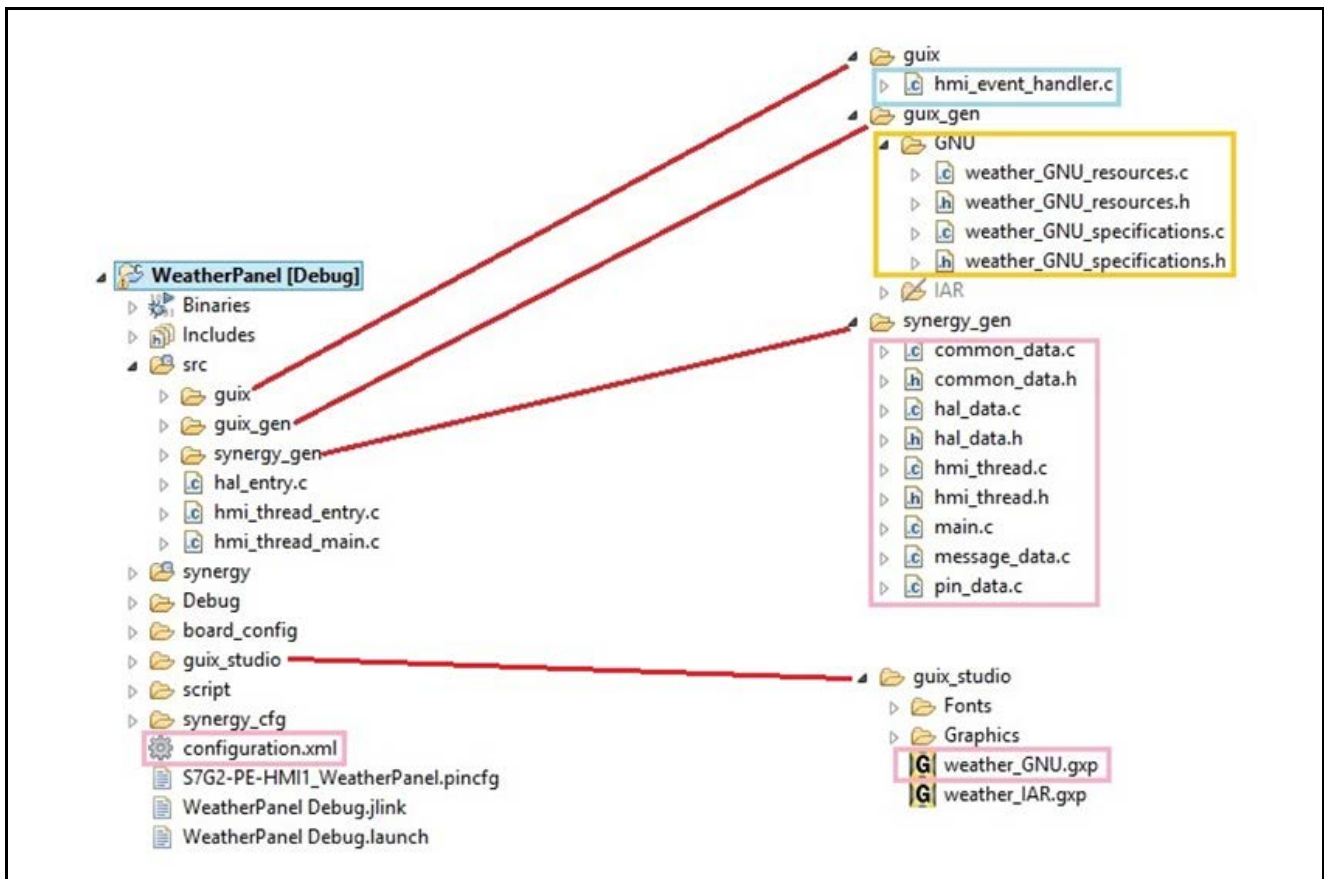 WeatherPanel [Debug]
Binaries
Includes
src
guix
guix_gen
synergy_gen
hal_entry.c
hmi_thread_entry.c
hmi_thread_main.c
synergy
Debug
board_config
guix_studio
script
synergy_cfg
configuration.xml
S7G2-PE-HMI1_WeatherPanel.pincfg
WeatherPanel Debug.jlink
WeatherPanel Debug.launch
guix
hmi_event_handler.c
guix_gen
GNU
weather_GNU_resources.c
weather_GNU_resources.h
weather_GNU_specifications.c
weather_GNU_specifications.h
IAR
synergy_gen
common_data.c
common_data.h
hal_data.c
hal_data.h
hmi_thread.c
hmi_thread.h
main.c
message_data.c
pin_data.c
guix_studio
Fonts
Graphics
weather_GNU.gxp
weather_IAR.gxp